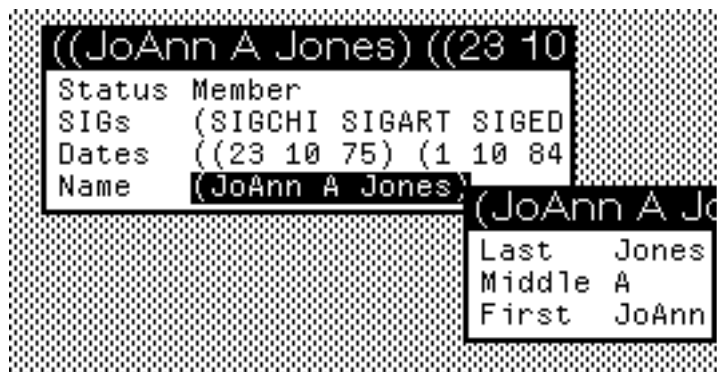 ((JoAnn A Jones) ((23 10
Status Member
SIGs (SIGCHI SIGART SIGED
Dates ((23 10 75) (1 10 84
Name (JoAnn A Jones)
(JoAnn A Jo
Last Jones
Middle A
First JoAnn